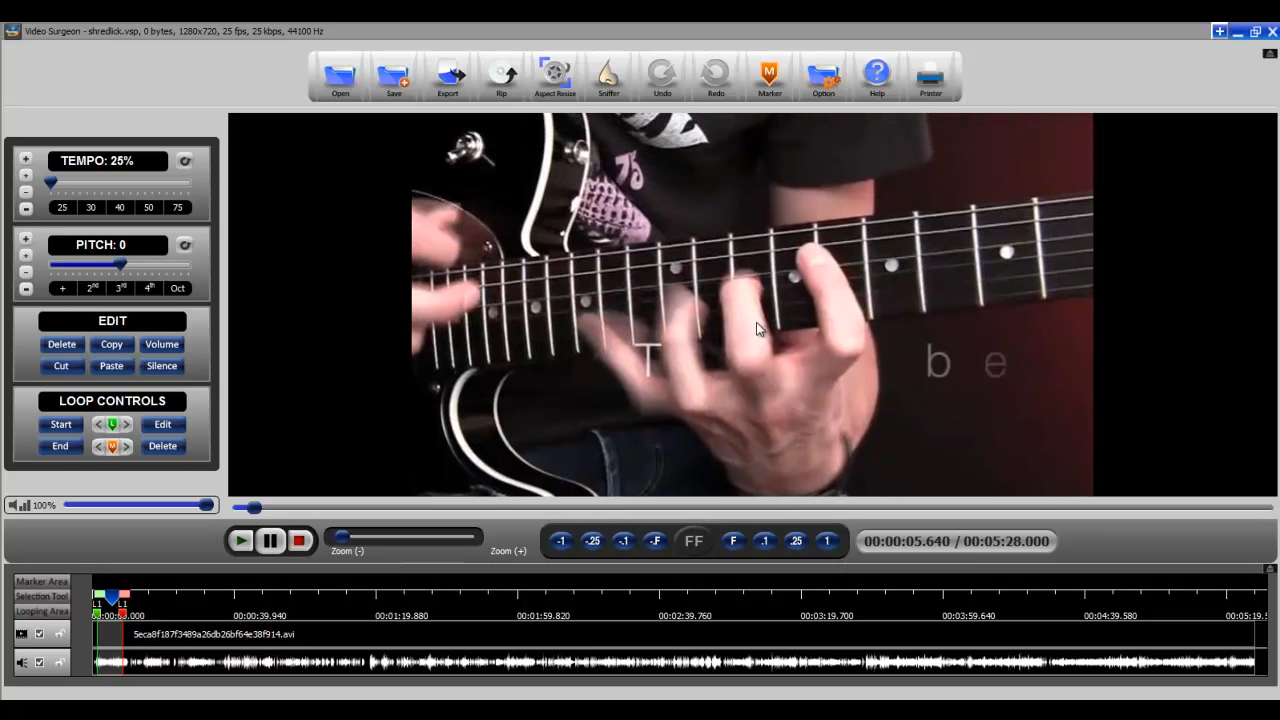 Video Surgeon - shredlick.vsp, 0 bytes, 1280x720, 25 fps, 25 kbps, 44100 Hz
Open Save Export Rip Aspect Resize Sniffer Undo Redo Marker Option Help Printer
TEMPO: 25%
25 30 40 50 75
PITCH: 0
+ 2nd 3rd 4th Oct
EDIT
Delete Copy Volume
Cut Paste Silence
LOOP CONTROLS
Start L Edit
End M Delete
75
T b e
100%
Zoom (-) Zoom (+)
-1 -.25 -.1 -F FF F .1 .25 1
00:00:05.640 / 00:05:28.000
Marker Area
Selection Tool
Looping Area
L1 L1
00:00:39.940 00:01:19.880 00:01:59.820 00:02:39.760 00:03:19.700 00:03:59.640 00:04:39.580
5eca8f187f3489a26db26bf64e38f914.avi